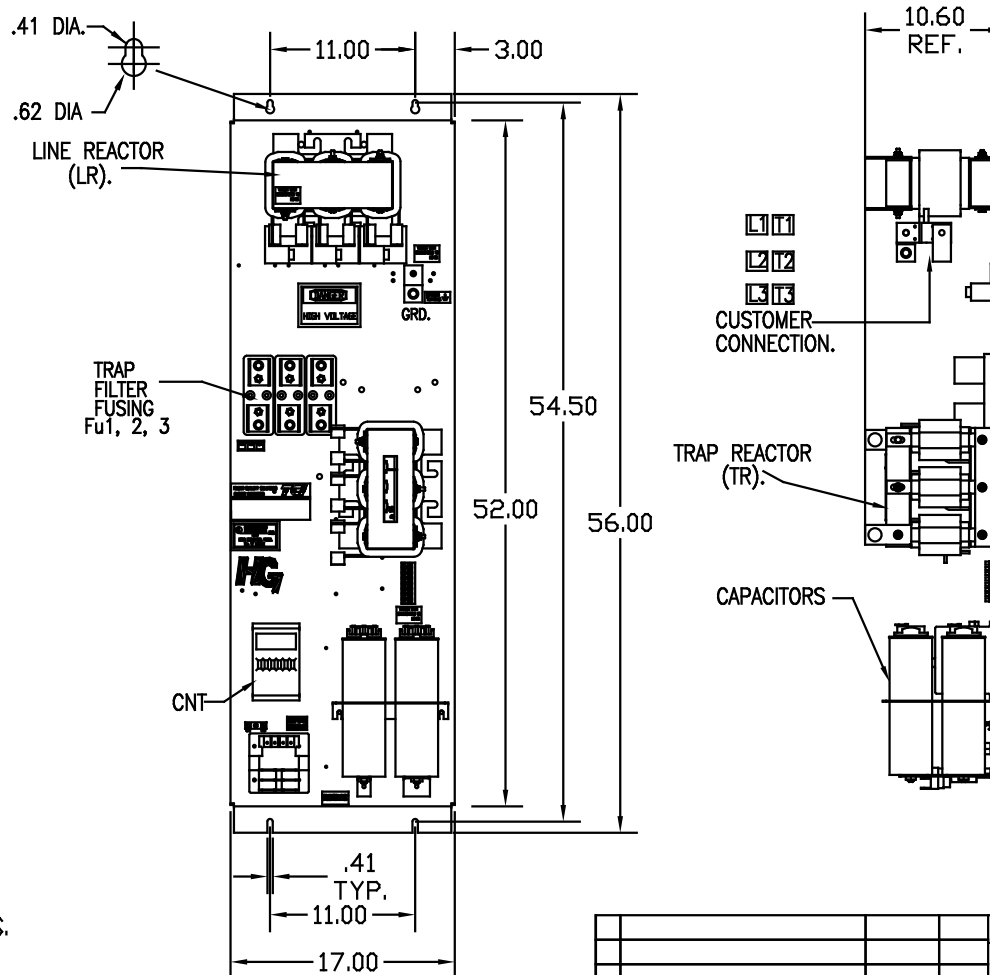 .41 DIA.
.62 DIA
11.00
3.00
10.60
REF.
LINE REACTOR
(LR).
L1 T1
L2 T2
L3 T3
CUSTOMER
CONNECTION.
HIGH VOLTAGE
GRD.
TRAP
FILTER
FUSING
Fu1, 2, 3
54.50
52.00
56.00
TRAP REACTOR
(TR).
TCI
HG7
CAPACITORS
CNT
.41
TYP.
11.00
17.00